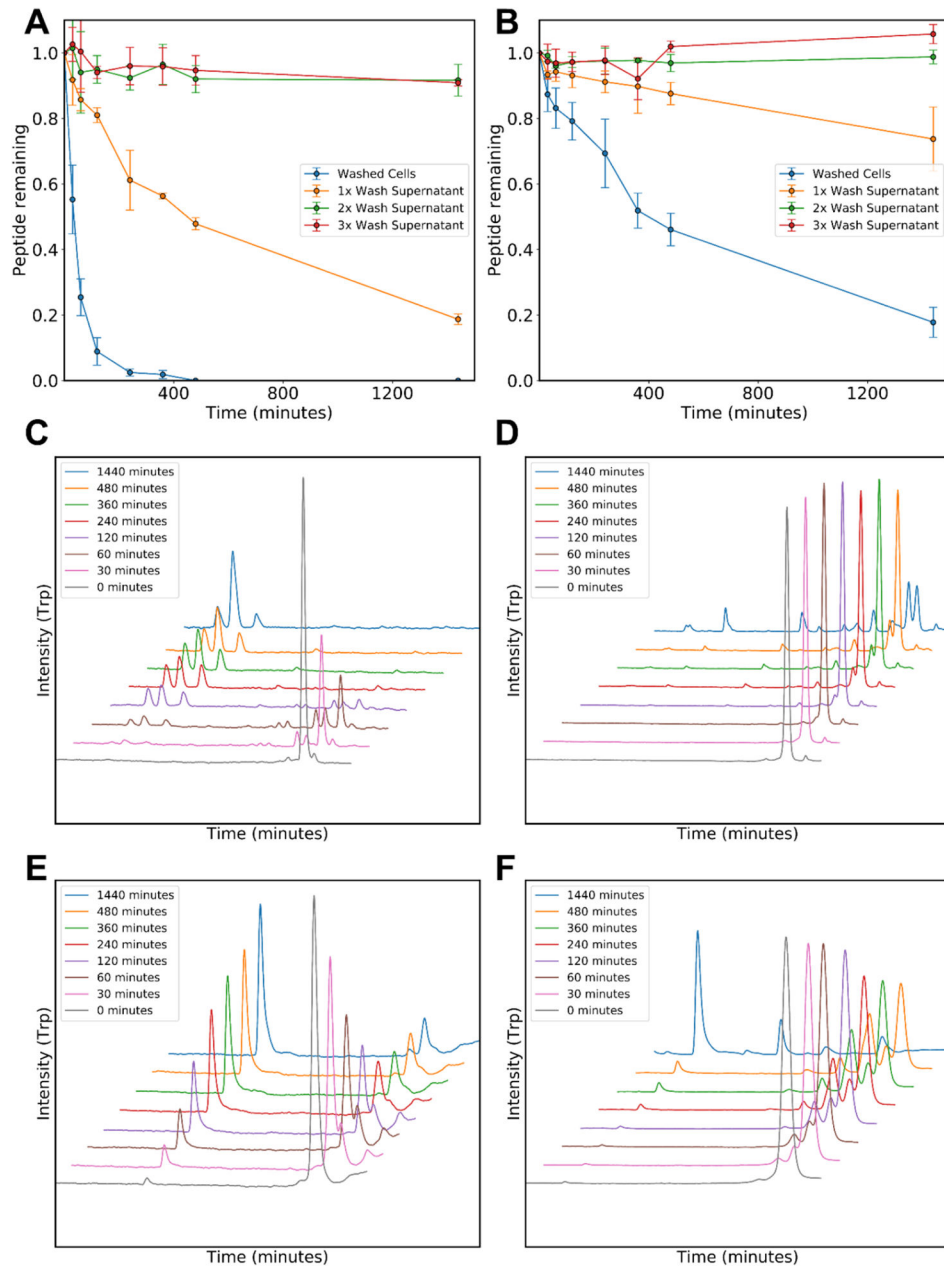 A
B
1.0
0.8
0.6
0.4
0.2
0.0
Peptide remaining
400
800
1200
Time (minutes)
Washed Cells
1x Wash Supernatant
2x Wash Supernatant
3x Wash Supernatant
1.0
0.8
0.6
0.4
0.2
0.0
Peptide remaining
400
800
1200
Time (minutes)
Washed Cells
1x Wash Supernatant
2x Wash Supernatant
3x Wash Supernatant
C
D
1440 minutes
480 minutes
360 minutes
240 minutes
120 minutes
60 minutes
30 minutes
0 minutes
Intensity (Trp)
Time (minutes)
1440 minutes
480 minutes
360 minutes
240 minutes
120 minutes
60 minutes
30 minutes
0 minutes
Intensity (Trp)
Time (minutes)
E
F
1440 minutes
480 minutes
360 minutes
240 minutes
120 minutes
60 minutes
30 minutes
0 minutes
Intensity (Trp)
Time (minutes)
1440 minutes
480 minutes
360 minutes
240 minutes
120 minutes
60 minutes
30 minutes
0 minutes
Intensity (Trp)
Time (minutes)